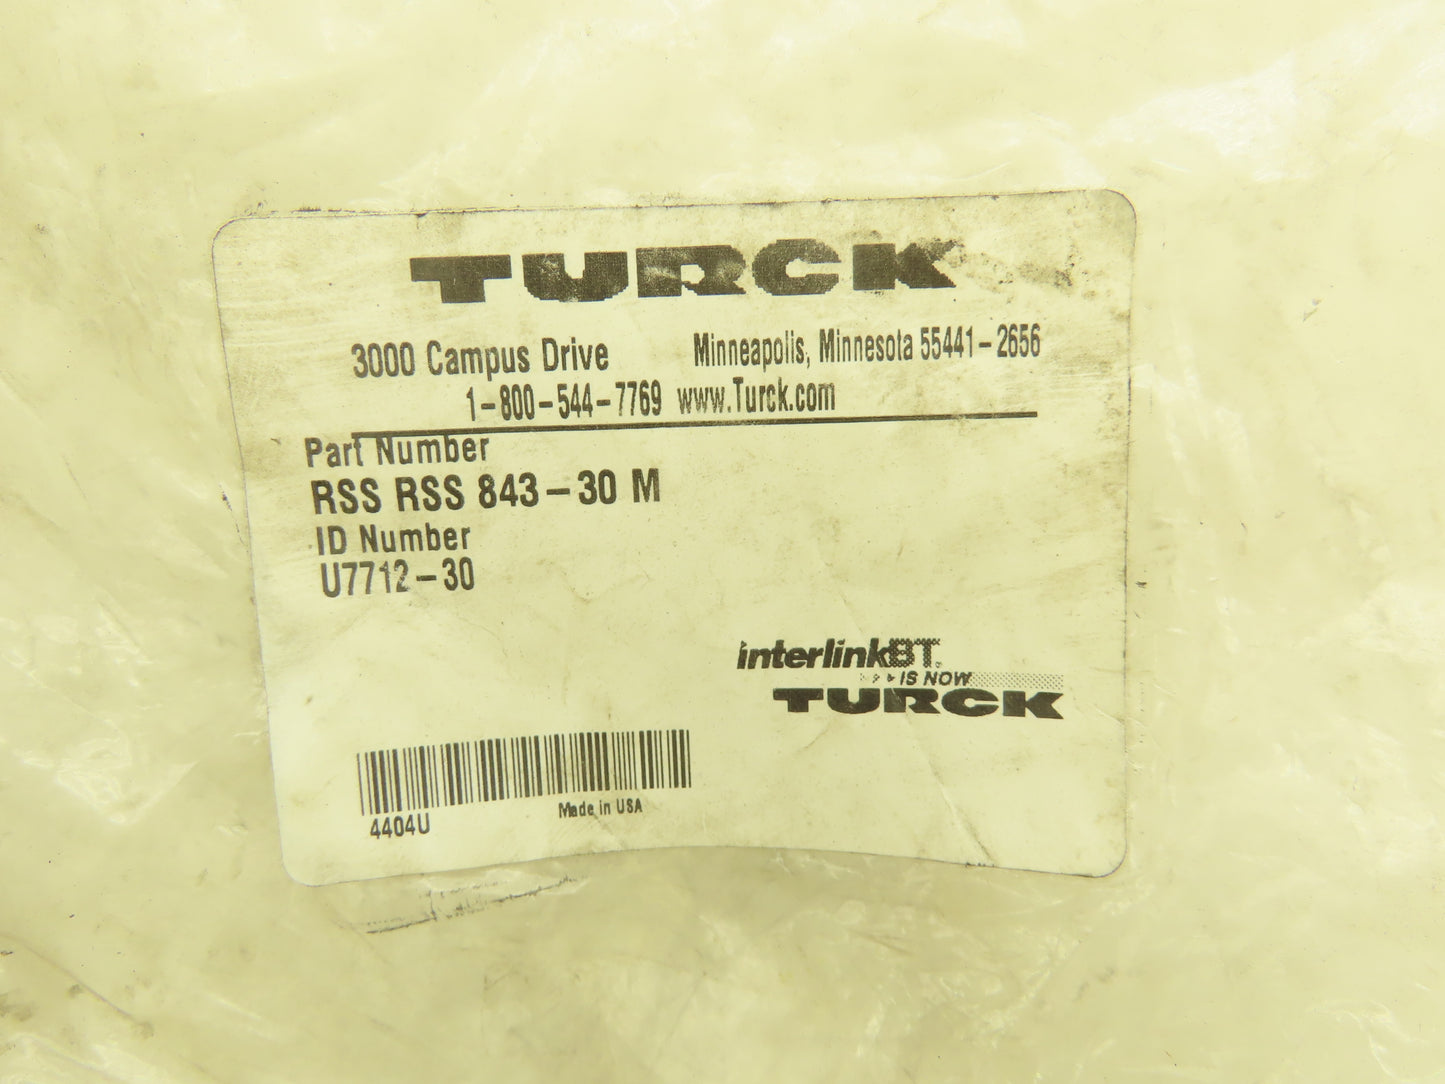 TURCK
3000 Campus Drive Minneapolis, Minnesota 55441-2656
1-800-544-7769 www.Turck.com
Part Number
RSS RSS 843-30 M
ID Number
U7712-30
interlinkBT
IS NOW
TURCK
4404U Made in USA